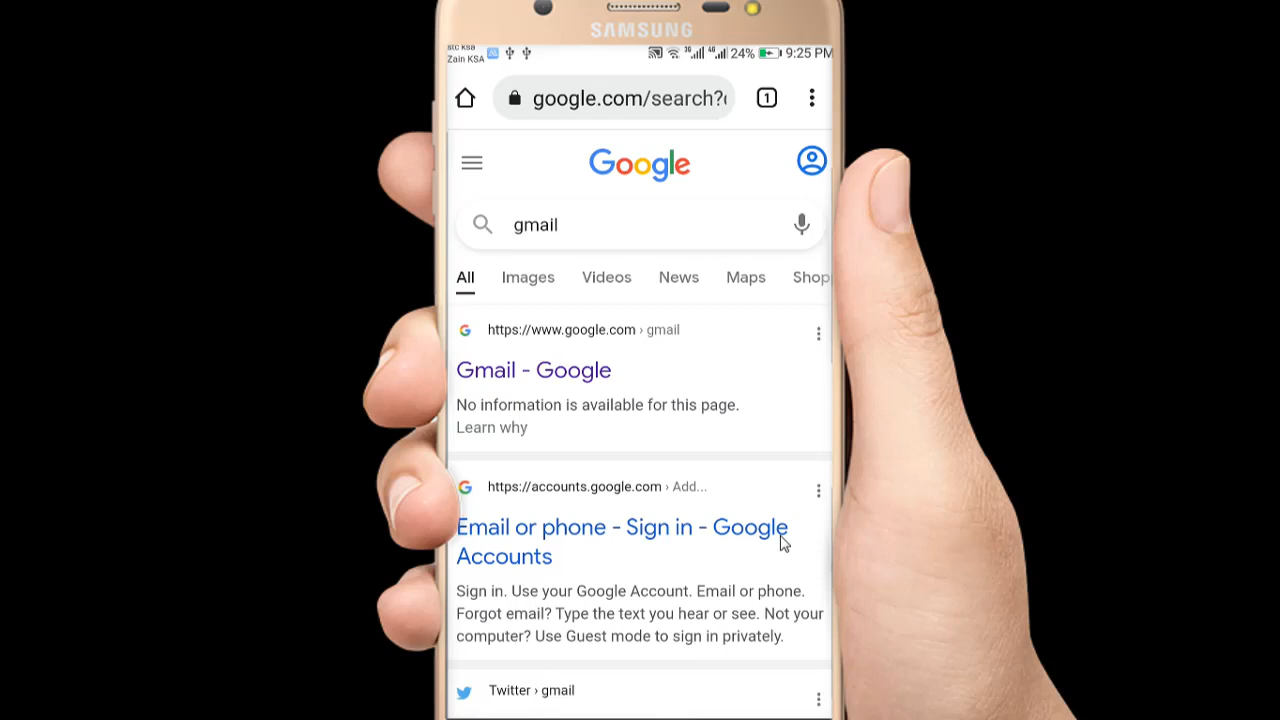 SAMSUNG
stc KSA
Zain KSA
3G 4G 24% 9:25 PM
google.com/search?
1
Google
gmail
All Images Videos News Maps Shop
https://www.google.com › gmail
Gmail - Google
No information is available for this page.
Learn why
https://accounts.google.com › Add...
Email or phone - Sign in - Google
Accounts
Sign in. Use your Google Account. Email or phone.
Forgot email? Type the text you hear or see. Not your
computer? Use Guest mode to sign in privately.
Twitter › gmail